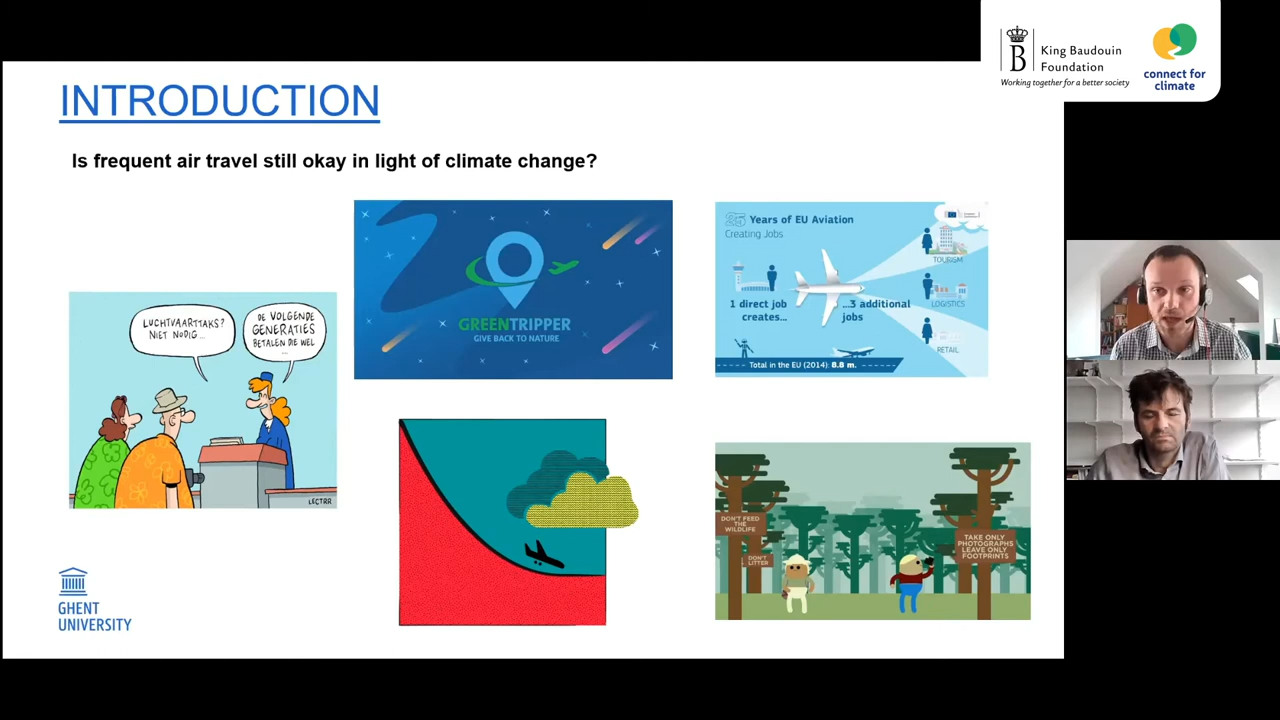 King Baudouin
Foundation
Working together for a better society
connect for
climate
INTRODUCTION
Is frequent air travel still okay in light of climate change?
LUCHTVAARTTAKS?
NIET NODIG...
DE VOLGENDE
GENERATIES
BETALEN DIE WEL
...
LECTRR
GREENTRIPPER
GIVE BACK TO NATURE
25 Years of EU Aviation
Creating Jobs
1 direct job
creates...
...3 additional
jobs
TOURISM
LOGISTICS
RETAIL
Total in the EU (2014): 8.8 m.
DON'T FEED
THE
WILDLIFE
DON'T
LITTER
TAKE ONLY
PHOTOGRAPHS
LEAVE ONLY
FOOTPRINTS
GHENT
UNIVERSITY